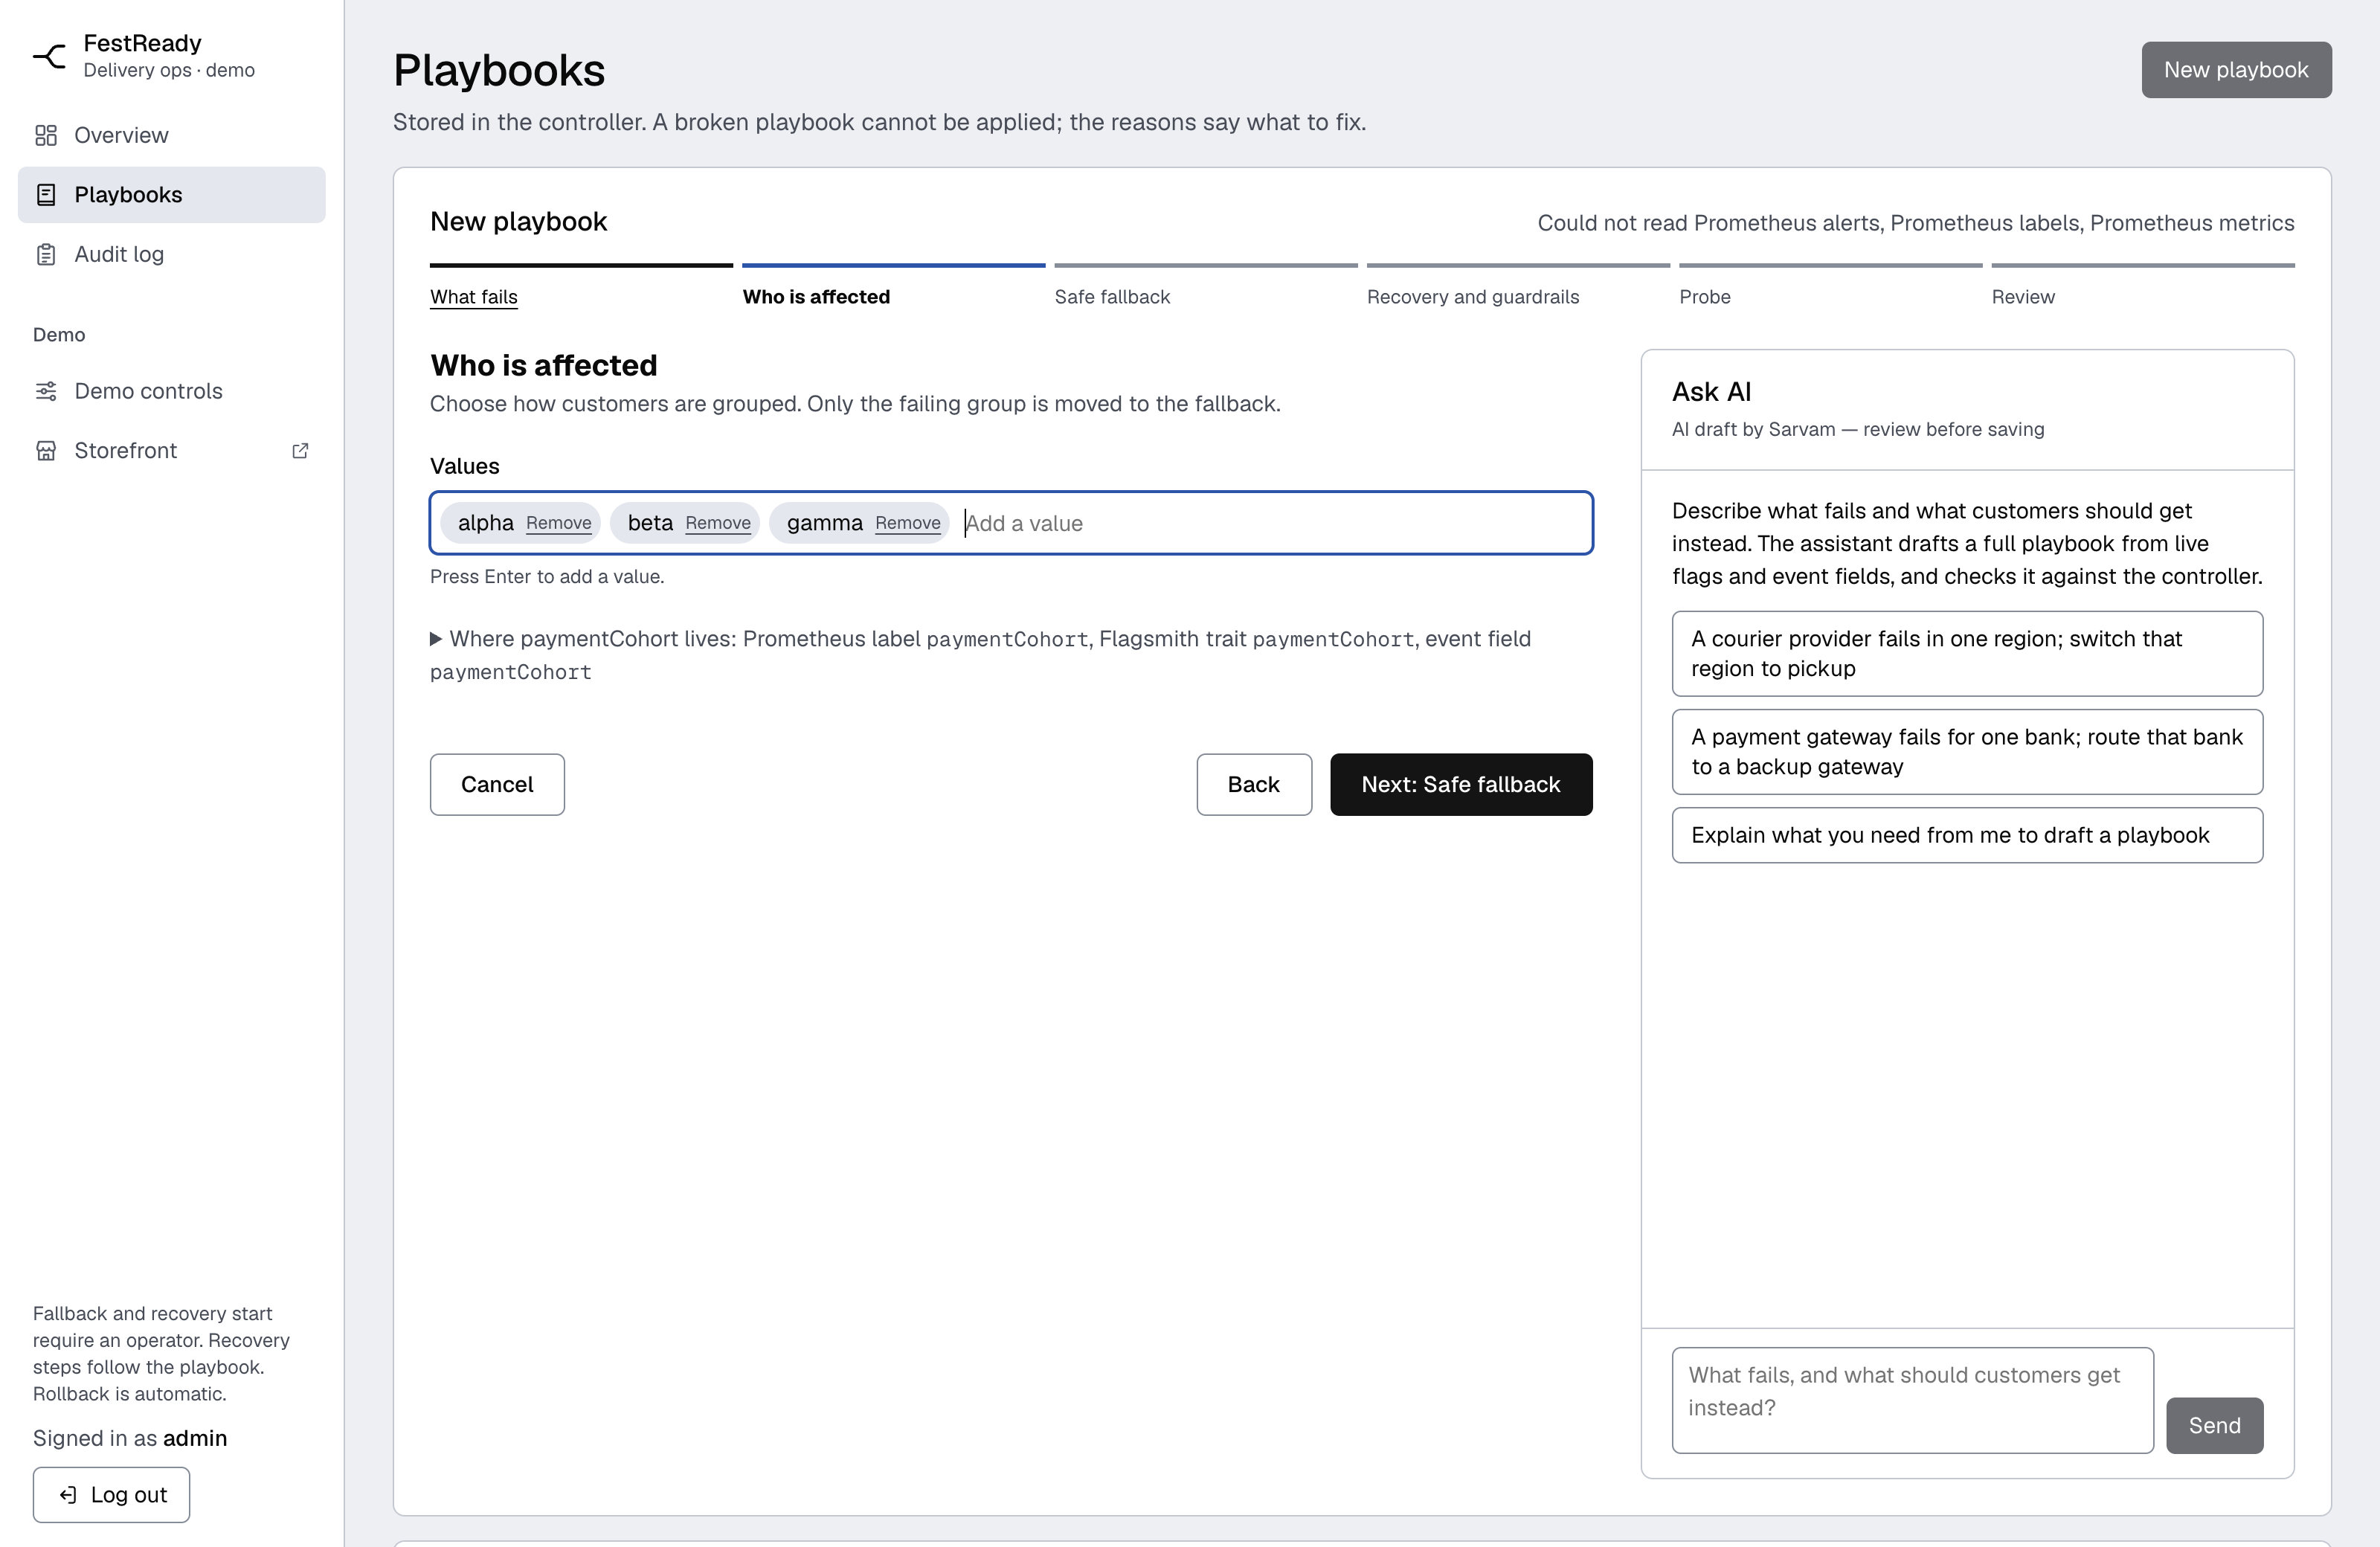 FestReady
Delivery ops · demo
Overview
Playbooks
Audit log
Demo
Demo controls
Storefront
Fallback and recovery start
require an operator. Recovery
steps follow the playbook.
Rollback is automatic.
Signed in as admin
Log out
Playbooks
New playbook
Stored in the controller. A broken playbook cannot be applied; the reasons say what to fix.
New playbook
Could not read Prometheus alerts, Prometheus labels, Prometheus metrics
What fails
Who is affected
Safe fallback
Recovery and guardrails
Probe
Review
Who is affected
Choose how customers are grouped. Only the failing group is moved to the fallback.
Values
alpha Remove beta Remove gamma Remove Add a value
Press Enter to add a value.
Where paymentCohort lives: Prometheus label paymentCohort, Flagsmith trait paymentCohort, event field
paymentCohort
Cancel
Back
Next: Safe fallback
Ask AI
AI draft by Sarvam — review before saving
Describe what fails and what customers should get
instead. The assistant drafts a full playbook from live
flags and event fields, and checks it against the controller.
A courier provider fails in one region; switch that
region to pickup
A payment gateway fails for one bank; route that bank
to a backup gateway
Explain what you need from me to draft a playbook
What fails, and what should customers get
instead?
Send